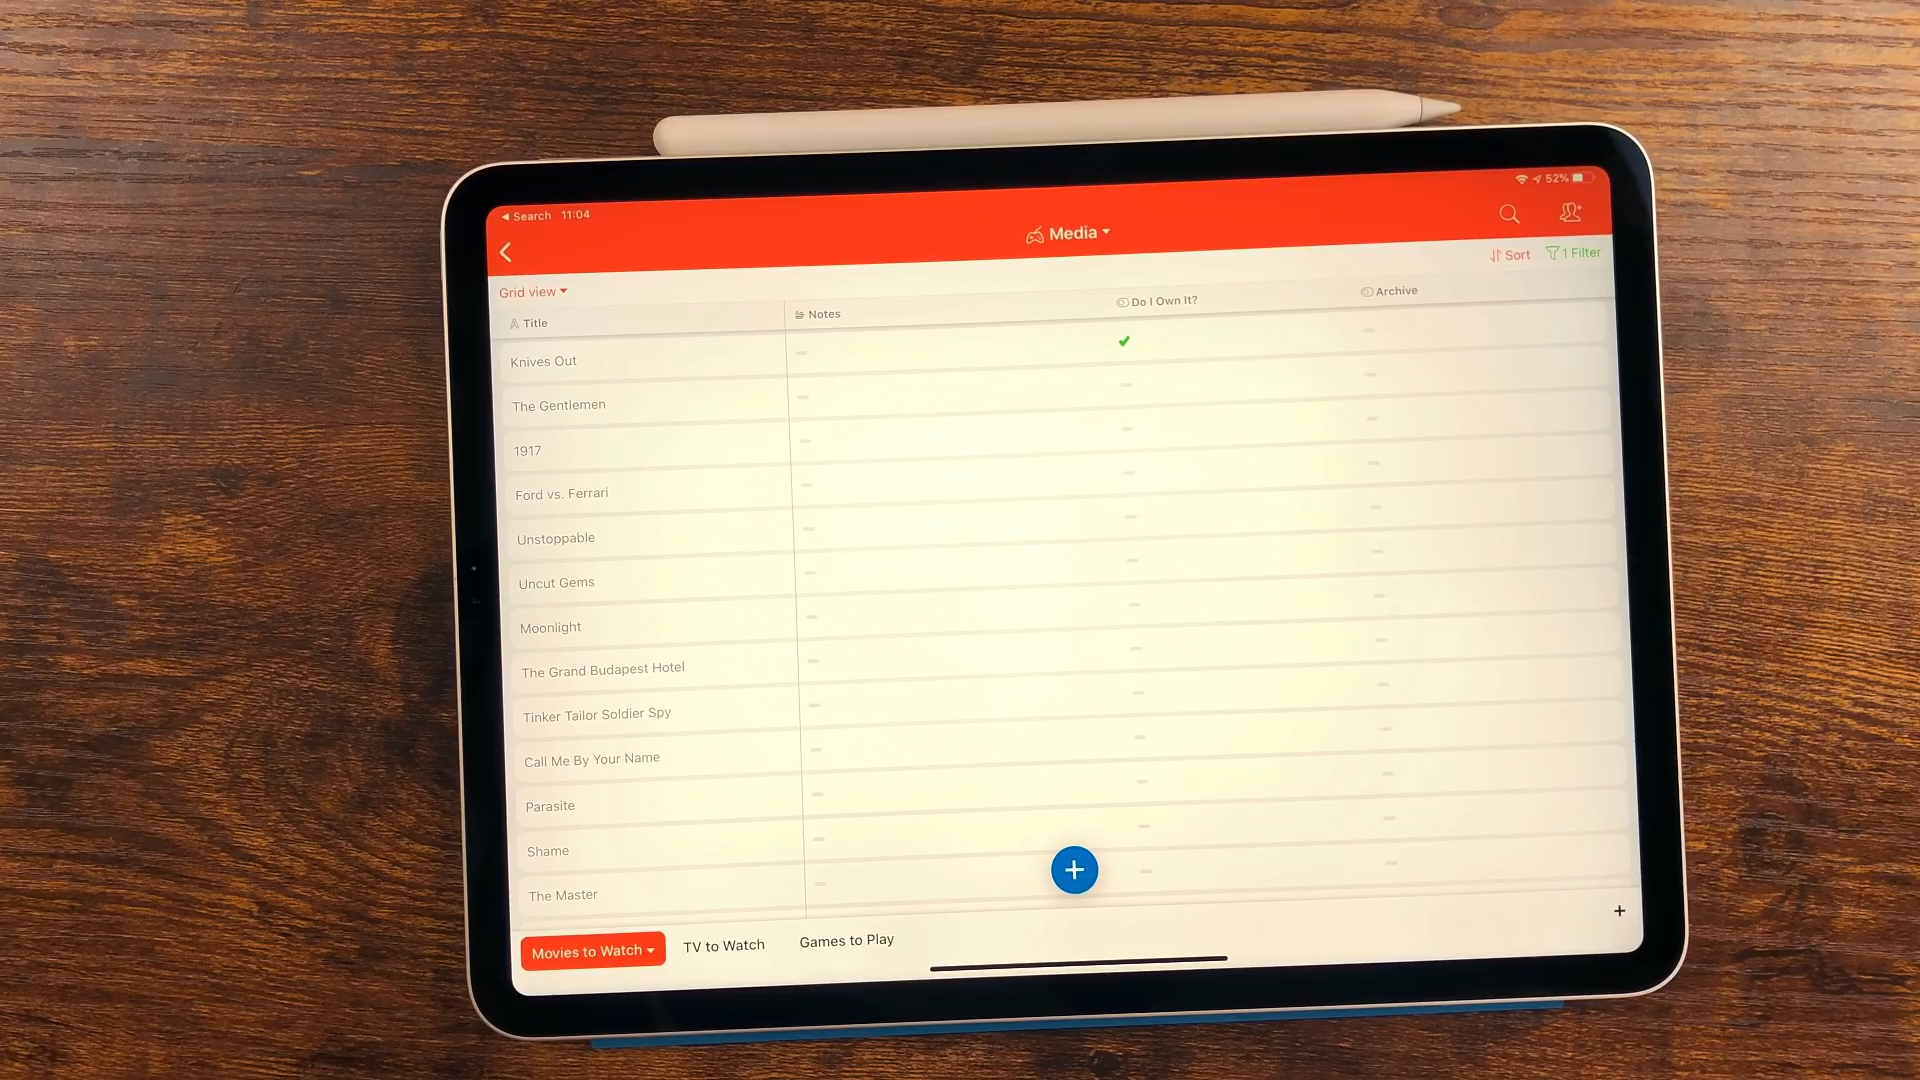 Search 11:04
52%
Media
Sort 1 Filter
Grid view
Title Notes Do I Own It? Archive
Knives Out
The Gentlemen
1917
Ford vs. Ferrari
Unstoppable
Uncut Gems
Moonlight
The Grand Budapest Hotel
Tinker Tailor Soldier Spy
Call Me By Your Name
Parasite
Shame
The Master
Movies to Watch TV to Watch Games to Play